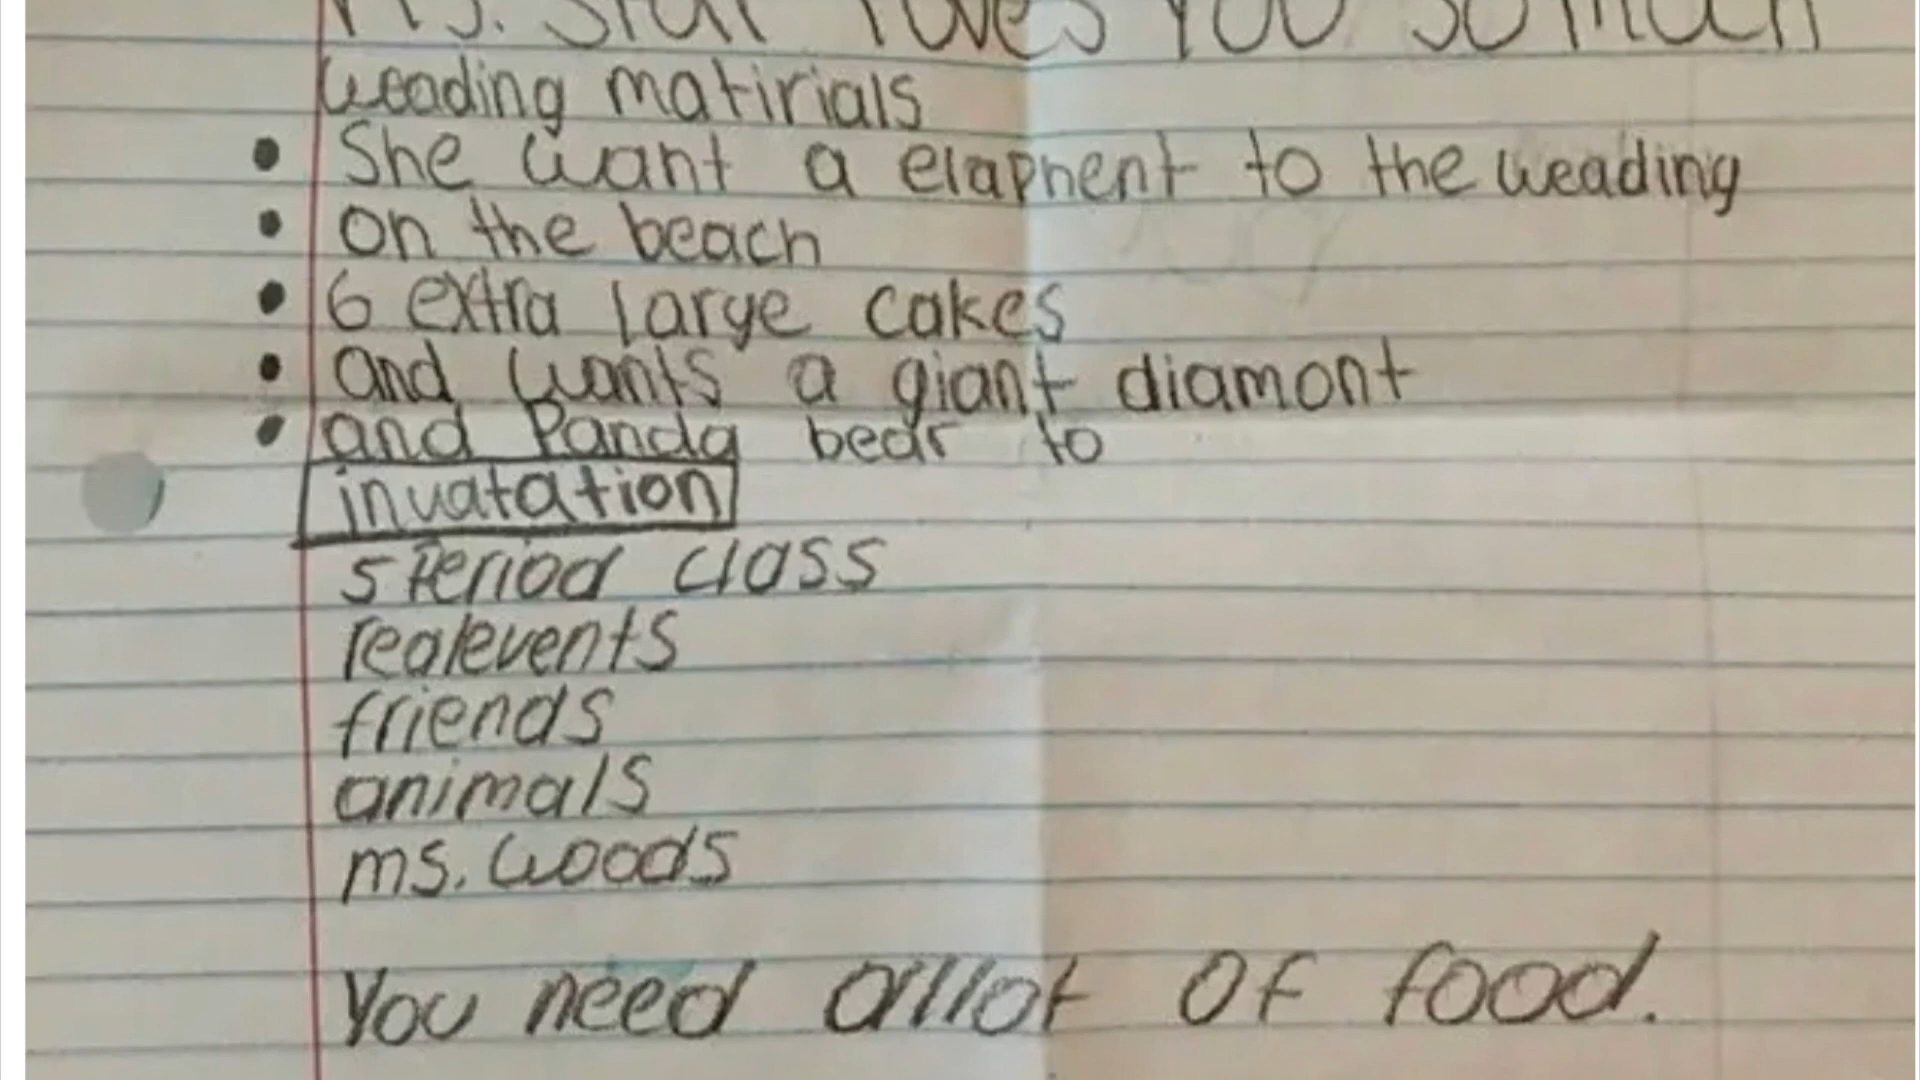 Ms. Star loves you so much
weading matirials
• She want a elaphent to the weading
• on the beach
• 6 extra large cakes
• and wants a giant diamont
• and Panda bear to
invatation
5 Period class
realevents
friends
animals
ms. woods
You need allot of food.